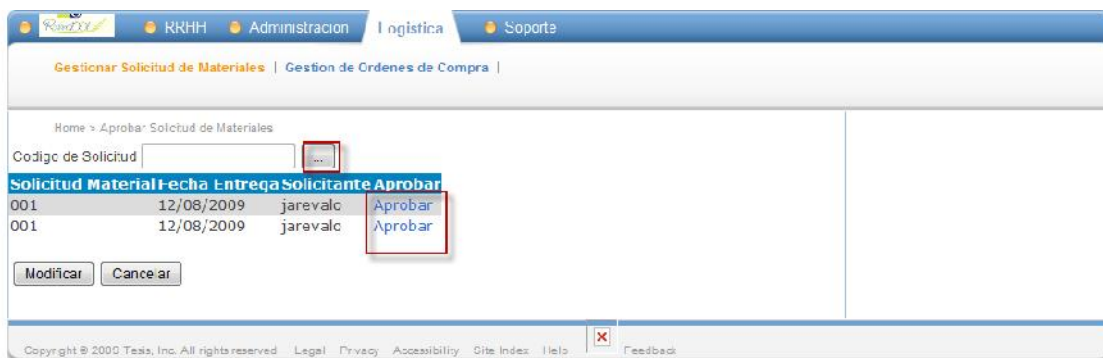 RRHH Administracion Logistica Soporte
Gestionar Solicitud de Materiales | Gestion de Ordenes de Compra |
Home > Aprobar Solicitud de Materiales
Codigo de Solicitud ...
Solicitud Material Fecha Entrega Solicitante Aprobar
001 12/08/2009 jarevalo Aprobar
001 12/08/2009 jarevalo Aprobar
Modificar Cancelar
Copyright © Tesis, Inc. All rights reserved Legal Privacy Accessibility Site Index Help Feedback